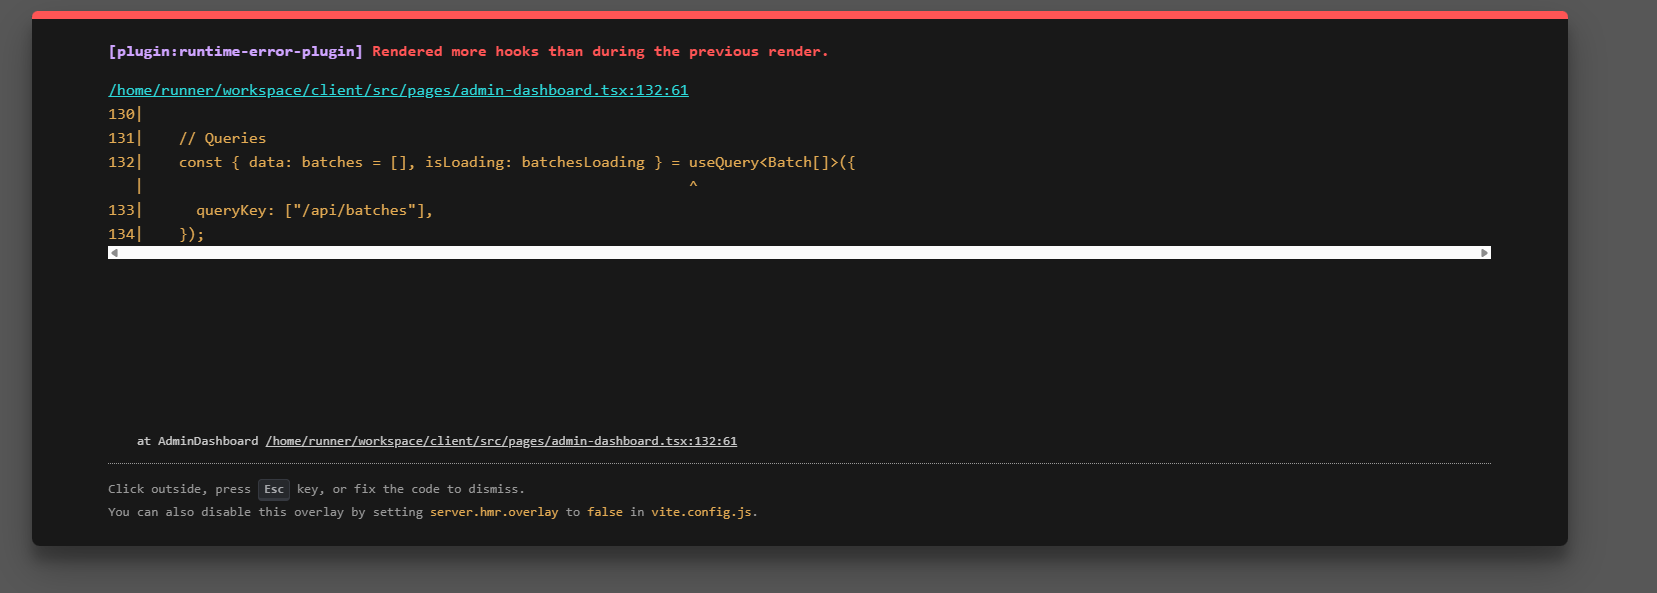 [plugin:runtime-error-plugin] Rendered more hooks than during the previous render.
/home/runner/workspace/client/src/pages/admin-dashboard.tsx:132:61
130|
131|    // Queries
132|    const { data: batches = [], isLoading: batchesLoading } = useQuery<Batch[]>({
   |                                                              ^
133|      queryKey: ["/api/batches"],
134|    });
at AdminDashboard /home/runner/workspace/client/src/pages/admin-dashboard.tsx:132:61
Click outside, press Esc key, or fix the code to dismiss.
You can also disable this overlay by setting server.hmr.overlay to false in vite.config.js.